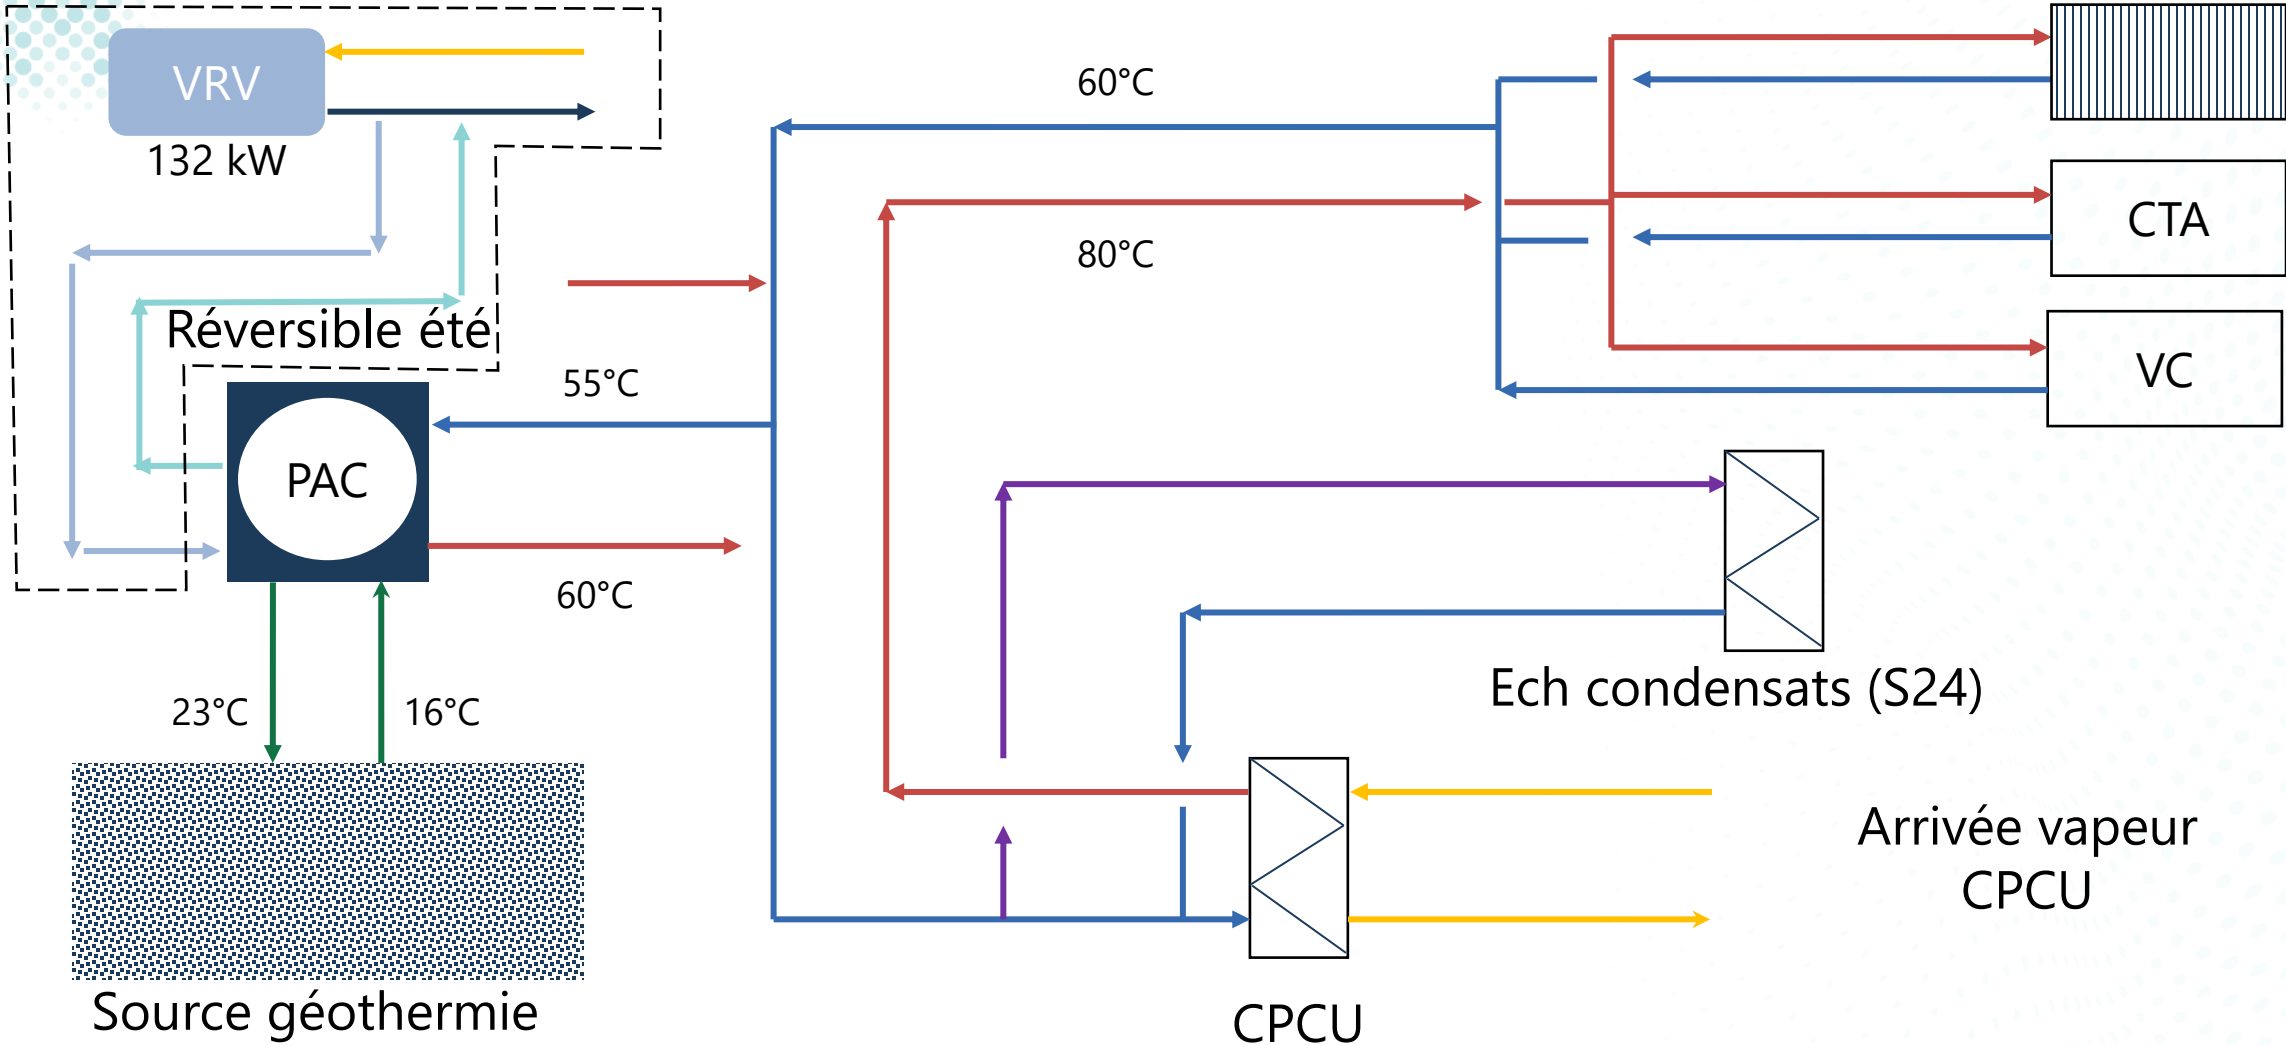 VRV
132 kW
60°C
80°C
CTA
VC
Réversible été
55°C
PAC
60°C
23°C
16°C
Ech condensats (S24)
Arrivée vapeur
CPCU
Source géothermie
CPCU